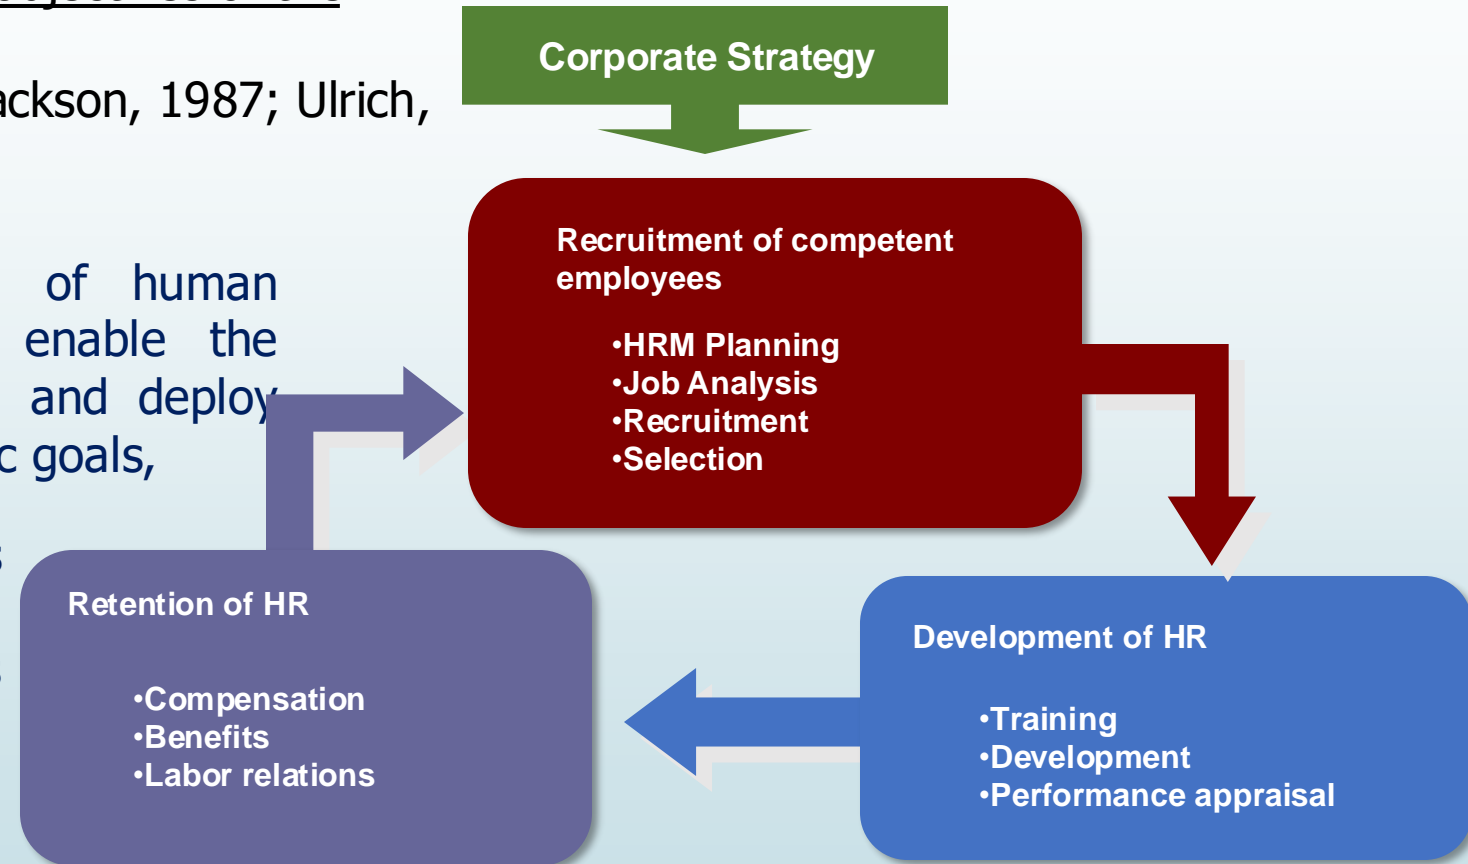 Corporate Strategy
ackson, 1987; Ulrich,
of human
enable the
and deploy
c goals,
Recruitment of competent
employees
•HRM Planning
•Job Analysis
•Recruitment
•Selection
Retention of HR
•Compensation
•Benefits
•Labor relations
Development of HR
•Training
•Development
•Performance appraisal